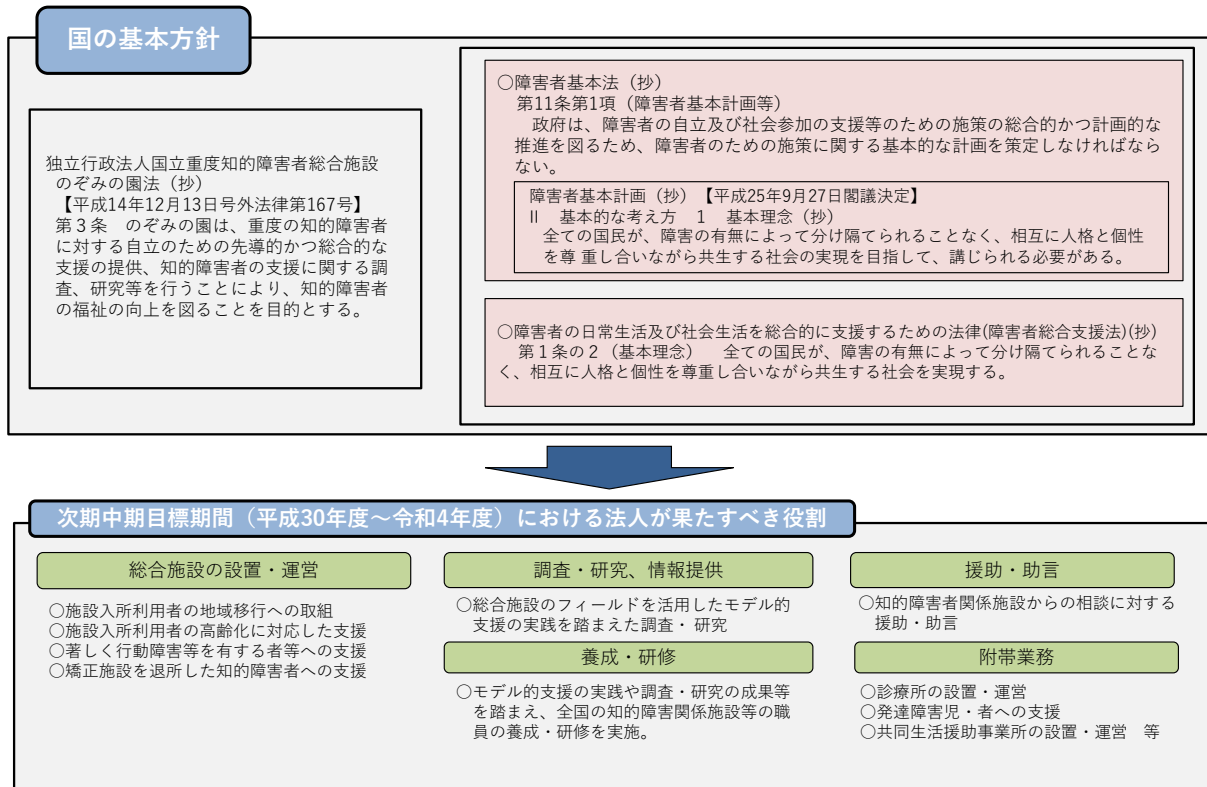 国の基本方針
独立行政法人国立重度知的障害者総合施設
のぞみの園法（抄）
【平成14年12月13日号外法律第167号】
第３条　のぞみの園は、重度の知的障害者
に対する自立のための先導的かつ総合的な
支援の提供、知的障害者の支援に関する調
査、研究等を行うことにより、知的障害者
の福祉の向上を図ることを目的とする。
○障害者基本法（抄）
第11条第1項（障害者基本計画等）
政府は、障害者の自立及び社会参加の支援等のための施策の総合的かつ計画的な
推進を図るため、障害者のための施策に関する基本的な計画を策定しなければなら
ない。
障害者基本計画（抄）【平成25年9月27日閣議決定】
Ⅱ　基本的な考え方　1　基本理念（抄）
全ての国民が、障害の有無によって分け隔てられることなく、相互に人格と個性
を尊 重し合いながら共生する社会の実現を目指して、講じられる必要がある。
○障害者の日常生活及び社会生活を総合的に支援するための法律(障害者総合支援法)(抄)
第１条の２（基本理念）　全ての国民が、障害の有無によって分け隔てられることな
く、相互に人格と個性を尊重し合いながら共生する社会を実現する。
次期中期目標期間（平成30年度～令和4年度）における法人が果たすべき役割
総合施設の設置・運営
○施設入所利用者の地域移行への取組
○施設入所利用者の高齢化に対応した支援
○著しく行動障害等を有する者等への支援
○矯正施設を退所した知的障害者への支援
調査・研究、情報提供
○総合施設のフィールドを活用したモデル的
支援の実践を踏まえた調査・ 研究
養成・研修
○モデル的支援の実践や調査・研究の成果等
を踏まえ、全国の知的障害関係施設等の職
員の養成・研修を実施。
援助・助言
○知的障害者関係施設からの相談に対する
援助・助言
附帯業務
○診療所の設置・運営
○発達障害児・者への支援
○共同生活援助事業所の設置・運営　等